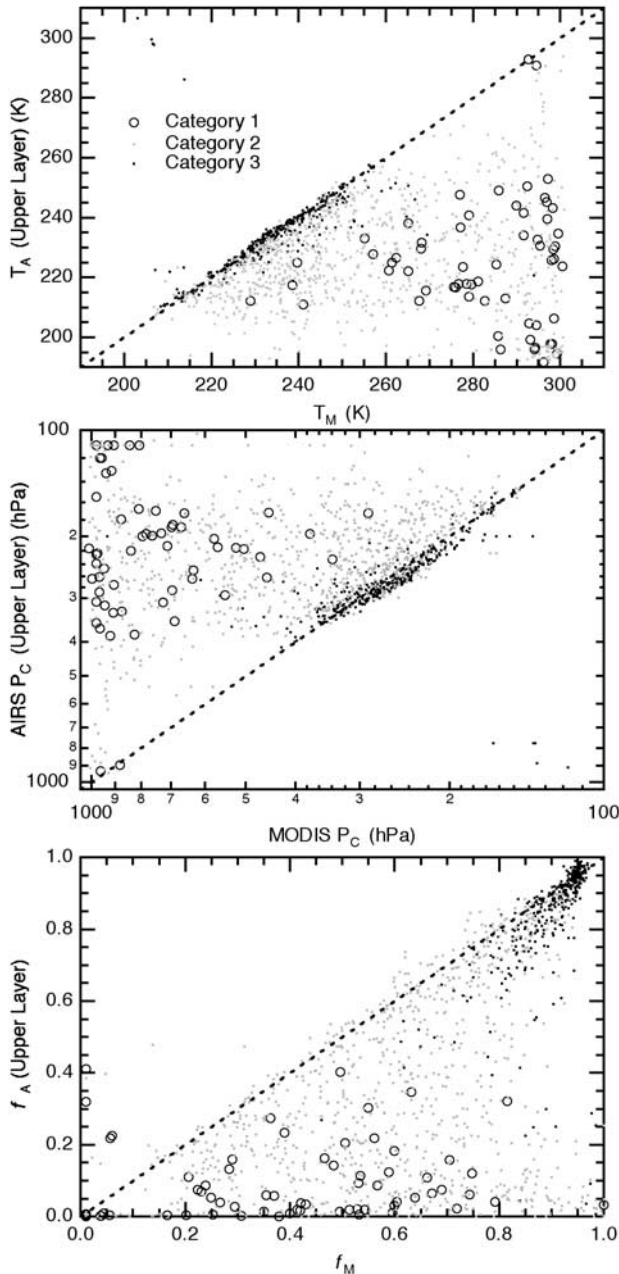 300
280
260
240
220
200
T_A (Upper Layer) (K)
Category 1
Category 2
Category 3
200 220 240 260 280 300
T_M (K)
100
2
3
4
5
6
7
8
9
1000
AIRS P_C (Upper Layer) (hPa)
1000 9 8 7 6 5 4 3 2 100
MODIS P_C (hPa)
1.0
0.8
0.6
0.4
0.2
0.0
f_A (Upper Layer)
0.0 0.2 0.4 0.6 0.8 1.0
f_M